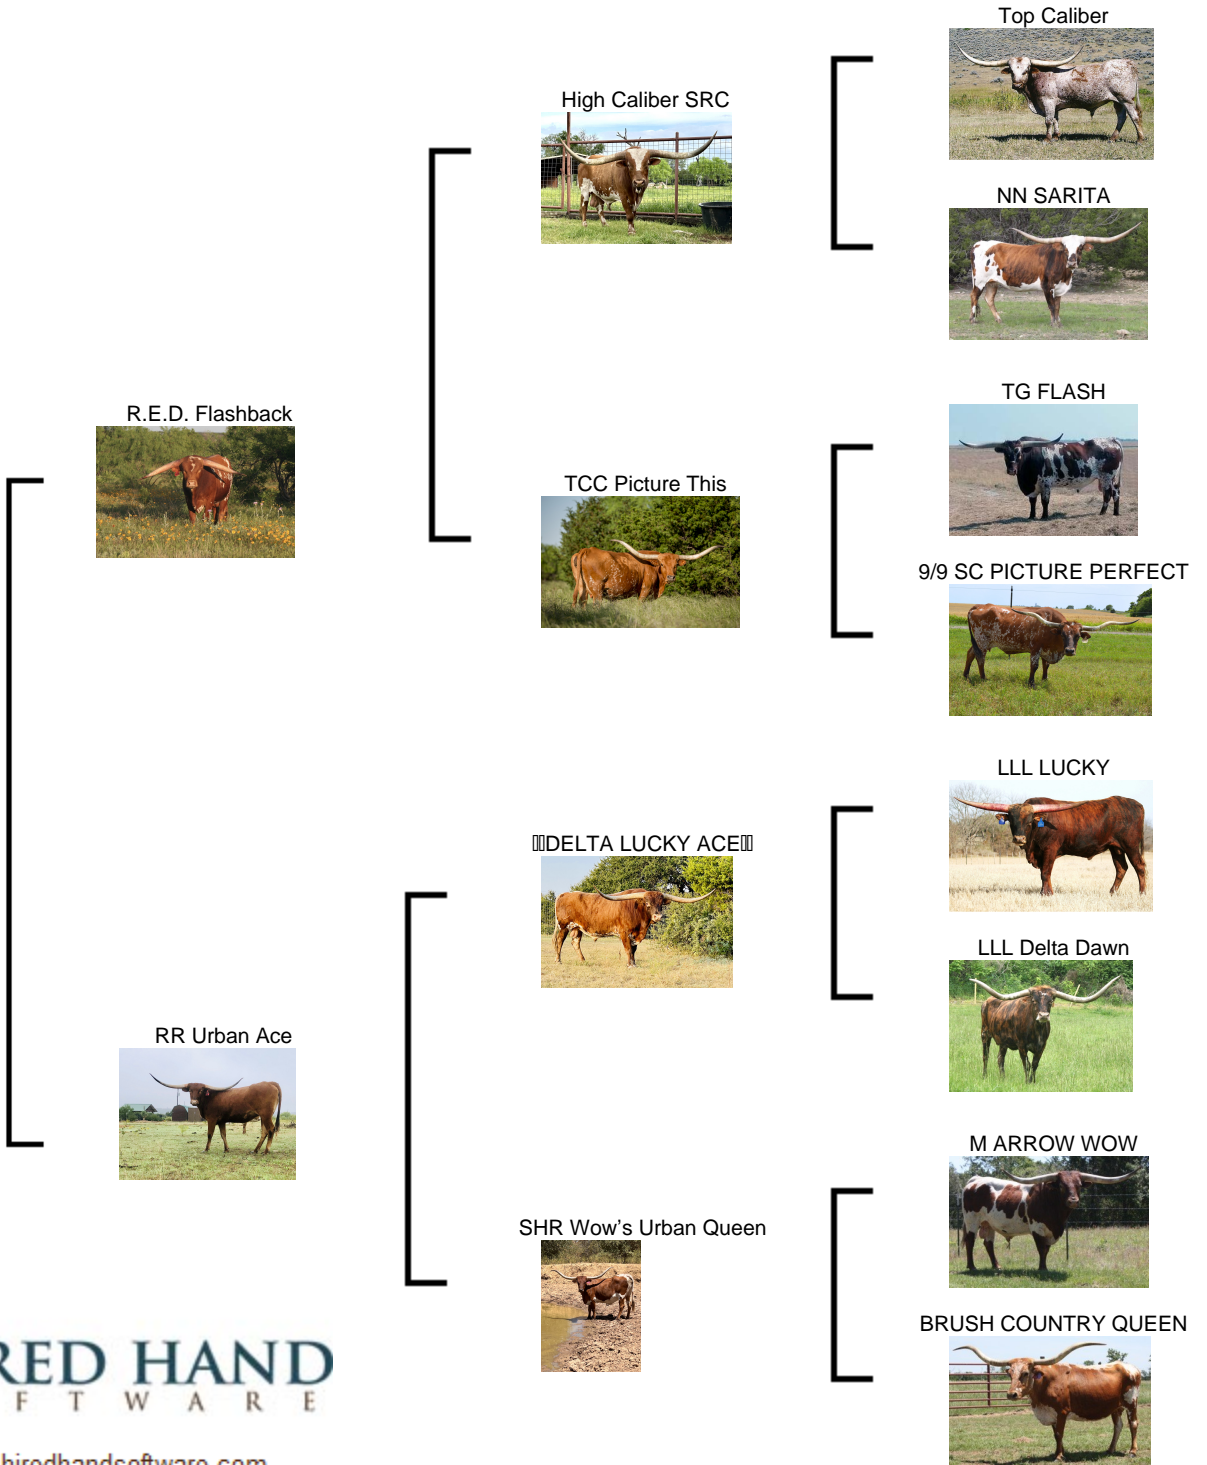 Top Caliber
High Caliber SRC
NN SARITA
R.E.D. Flashback
TG FLASH
TCC Picture This
9/9 SC PICTURE PERFECT
LLL LUCKY
DELTA LUCKY ACE
LLL Delta Dawn
RR Urban Ace
M ARROW WOW
SHR Wow's Urban Queen
BRUSH COUNTRY QUEEN
RED HAND
F T W A R E
hiredhandsoftware.com